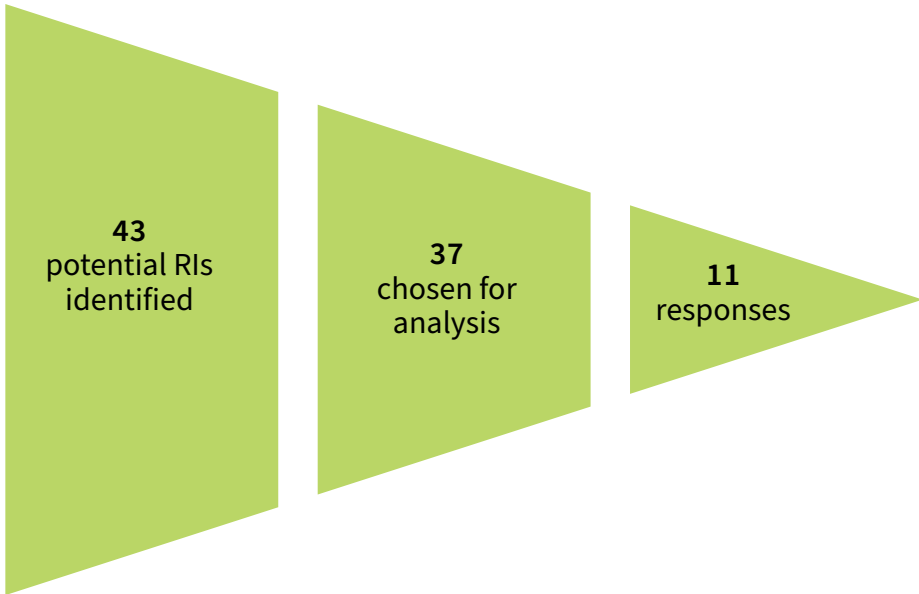 43
potential RIs
identified
37
chosen for
analysis
11
responses